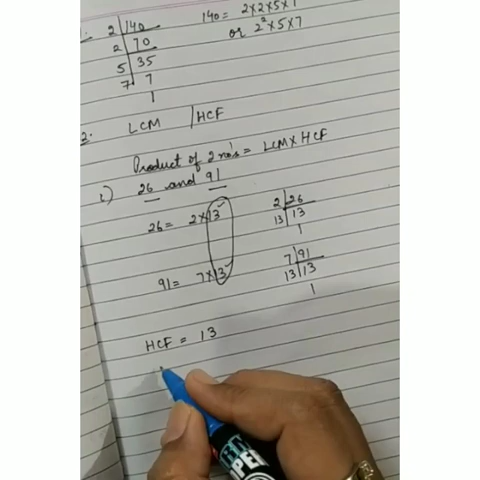 1. 2 | 140
2 | 70
5 | 35
7 | 7
1
140 = 2×2×5×7
or 2²×5×7
2. LCM / HCF
Product of 2 no's = LCM × HCF
i) 26 and 91
26 = 2×13
2 | 26
13 | 13
1
91 = 7×13
7 | 91
13 | 13
1
HCF = 13